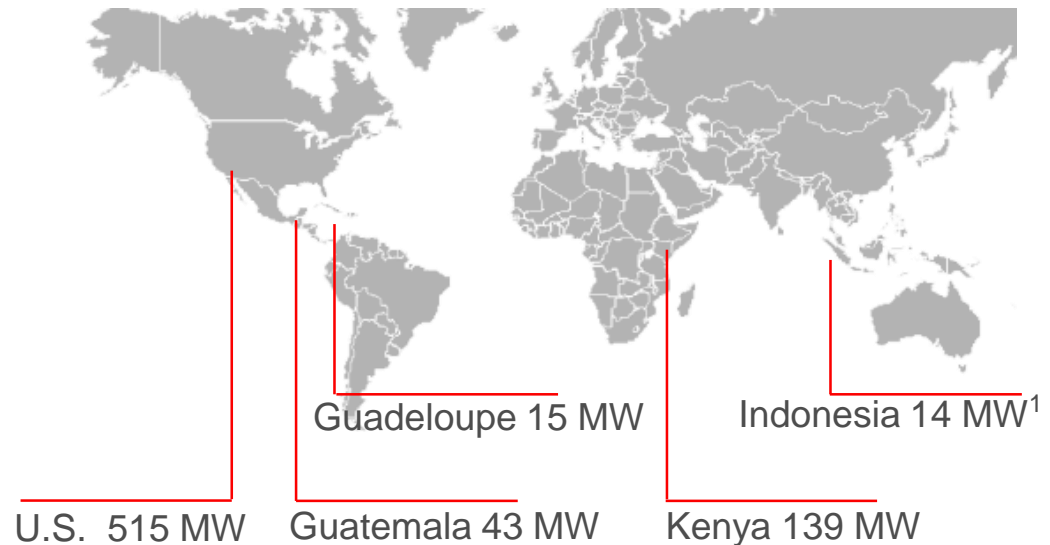 Guadeloupe 15 MW
Indonesia 14 MW¹
U.S. 515 MW
Guatemala 43 MW
Kenya 139 MW